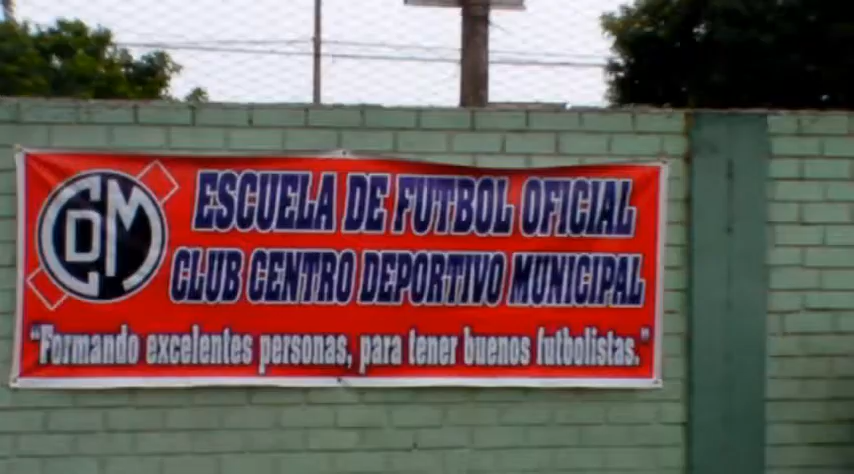 CDM
ESCUELA DE FUTBOL OFICIAL
CLUB CENTRO DEPORTIVO MUNICIPAL
"Formando excelentes personas, para tener buenos futbolistas."